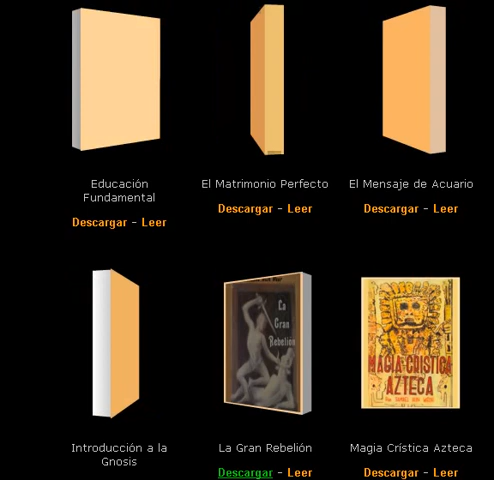 Educación
Fundamental
Descargar - Leer
El Matrimonio Perfecto
Descargar - Leer
El Mensaje de Acuario
Descargar - Leer
La
Gran
Rebelión
MAGIA CRISTICA
AZTECA
Introducción a la
Gnosis
La Gran Rebelión
Descargar - Leer
Magia Crística Azteca
Descargar - Leer